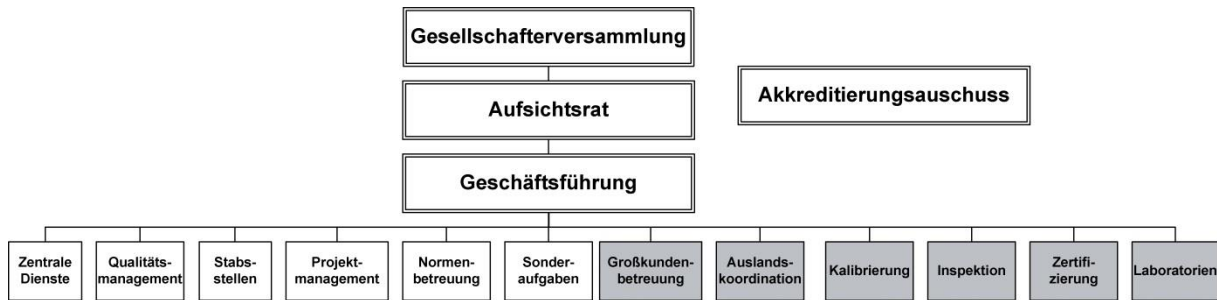 Gesellschafterversammlung
Aufsichtsrat
Akkreditierungsauschuss
Geschäftsführung
Zentrale
Dienste
Qualitäts-
management
Stabs-
stellen
Projekt-
management
Normen-
betreuung
Sonder-
aufgaben
Großkunden-
betreuung
Auslands-
koordination
Kalibrierung
Inspektion
Zertifi-
zierung
Laboratorien